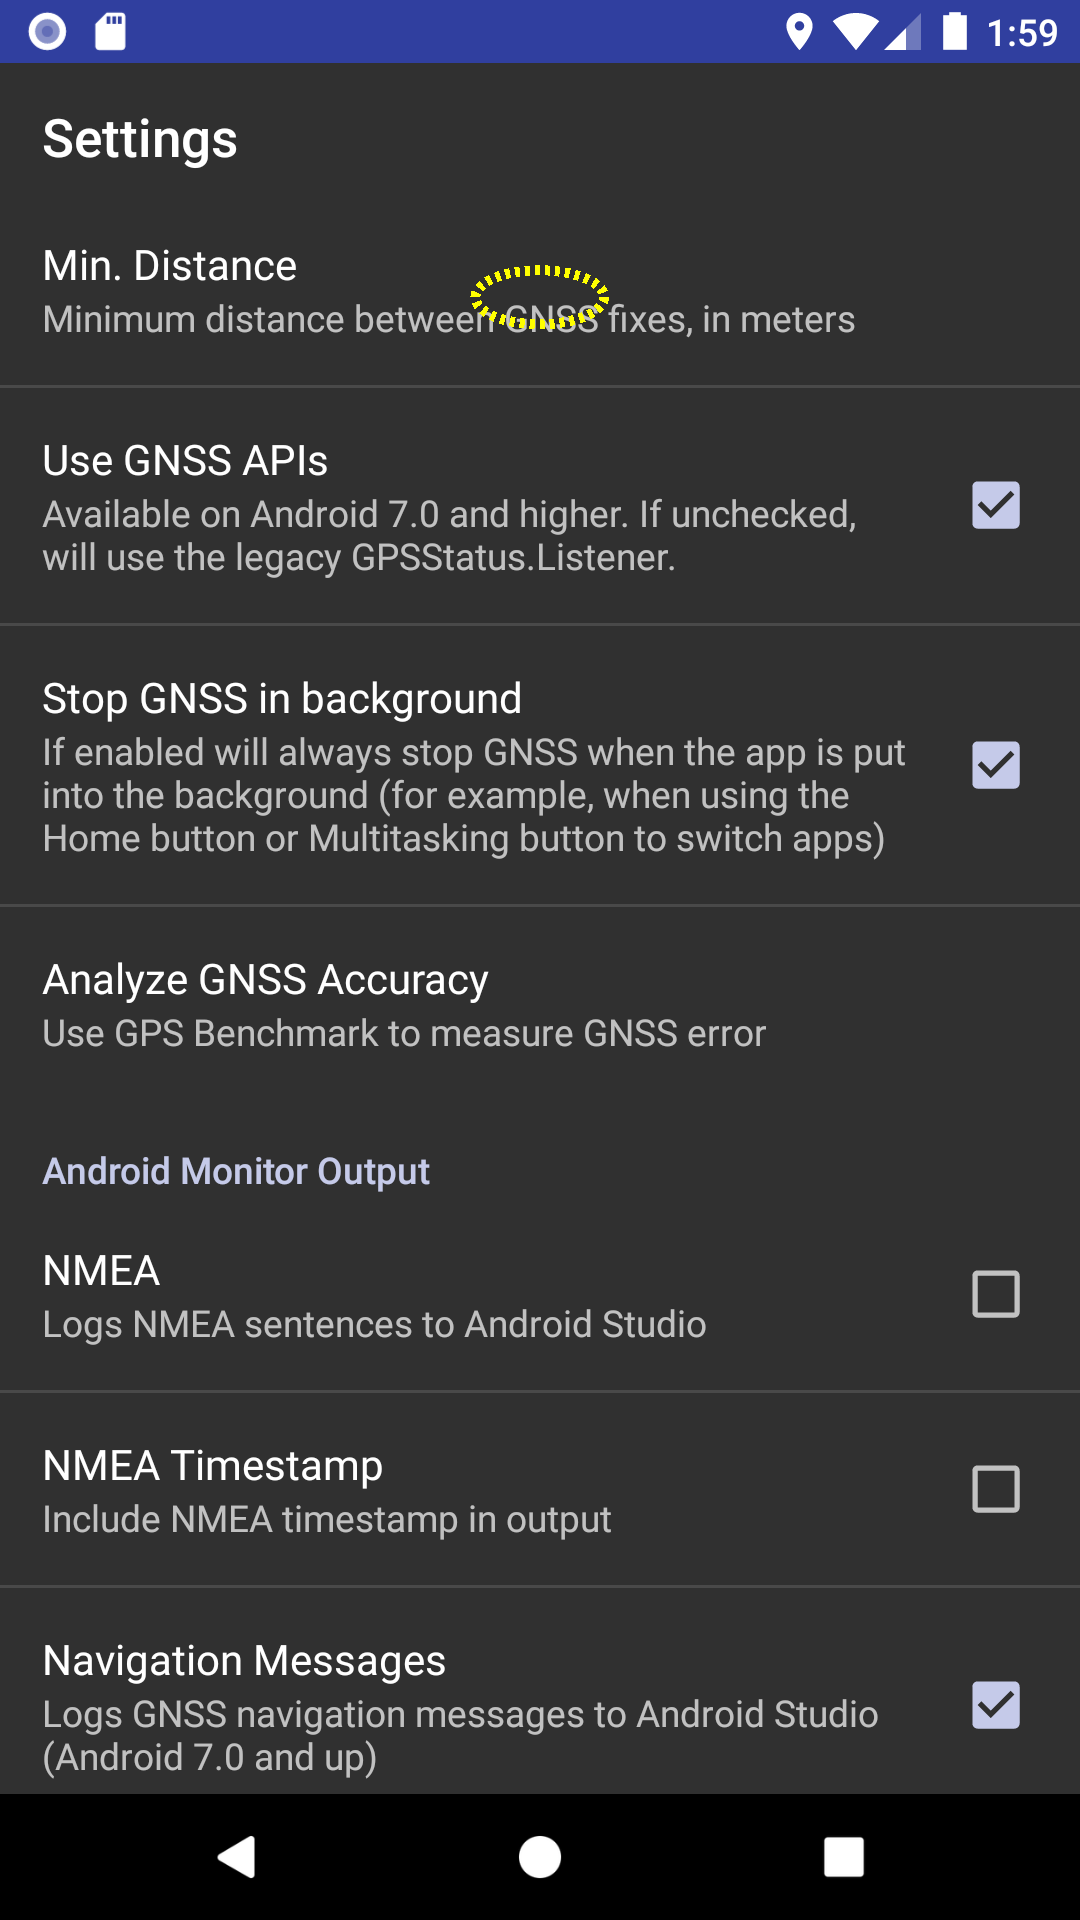 1:59
Settings
Min. Distance
Minimum distance between GNSS fixes, in meters
Use GNSS APIs
Available on Android 7.0 and higher. If unchecked,
will use the legacy GPSStatus.Listener.
Stop GNSS in background
If enabled will always stop GNSS when the app is put
into the background (for example, when using the
Home button or Multitasking button to switch apps)
Analyze GNSS Accuracy
Use GPS Benchmark to measure GNSS error
Android Monitor Output
NMEA
Logs NMEA sentences to Android Studio
NMEA Timestamp
Include NMEA timestamp in output
Navigation Messages
Logs GNSS navigation messages to Android Studio
(Android 7.0 and up)